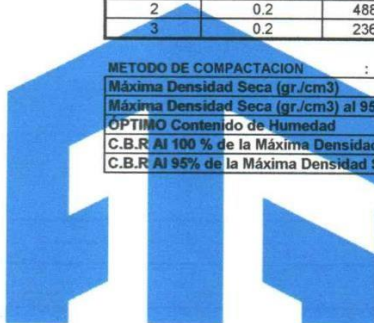 2 0.2 488
3 0.2 236
METODO DE COMPACTACION :
Máxima Densidad Seca (gr./cm3)
Máxima Densidad Seca (gr./cm3) al 95
ÓPTIMO Contenido de Humedad
C.B.R Al 100 % de la Máxima Densidad
C.B.R Al 95% de la Máxima Densidad S